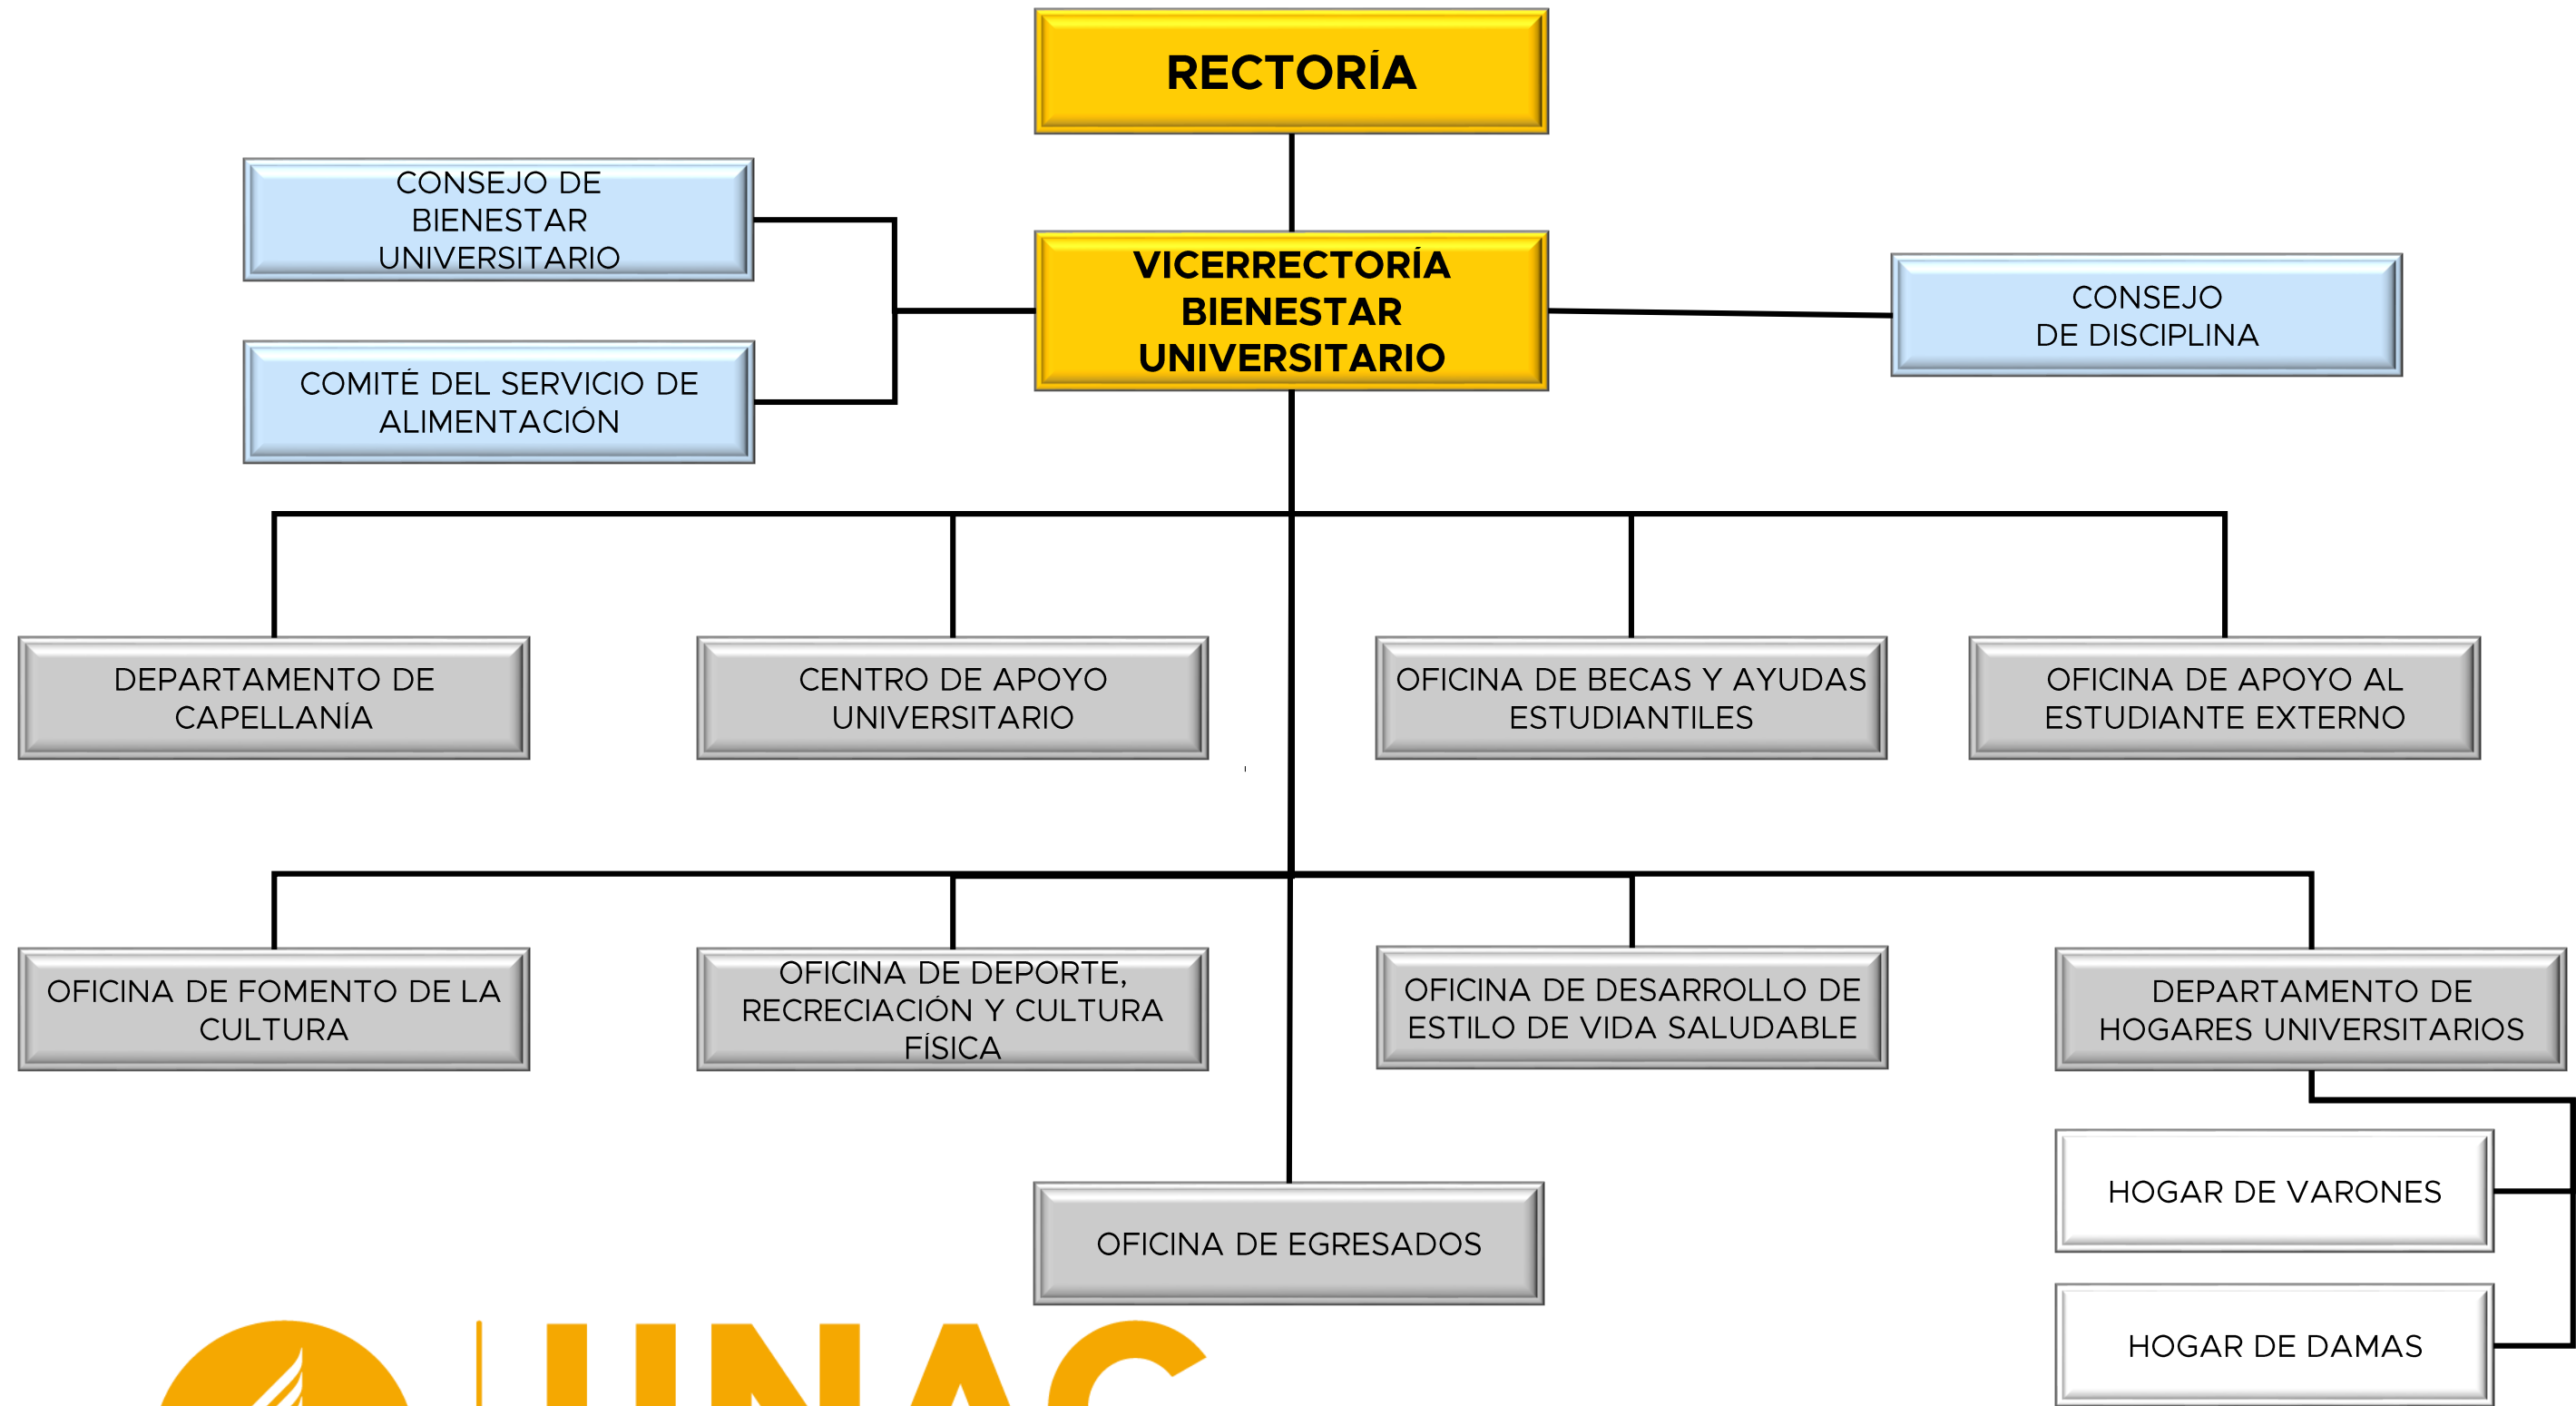 RECTORÍA
CONSEJO DE
BIENESTAR
UNIVERSITARIO
VICERRECTORÍA
BIENESTAR
UNIVERSITARIO
CONSEJO
DE DISCIPLINA
COMITÉ DEL SERVICIO DE
ALIMENTACIÓN
DEPARTAMENTO DE
CAPELLANÍA
CENTRO DE APOYO
UNIVERSITARIO
OFICINA DE BECAS Y AYUDAS
ESTUDIANTILES
OFICINA DE APOYO AL
ESTUDIANTE EXTERNO
OFICINA DE FOMENTO DE LA
CULTURA
OFICINA DE DEPORTE,
RECRECIACIÓN Y CULTURA
FÍSICA
OFICINA DE DESARROLLO DE
ESTILO DE VIDA SALUDABLE
DEPARTAMENTO DE
HOGARES UNIVERSITARIOS
HOGAR DE VARONES
OFICINA DE EGRESADOS
HOGAR DE DAMAS
UNAC